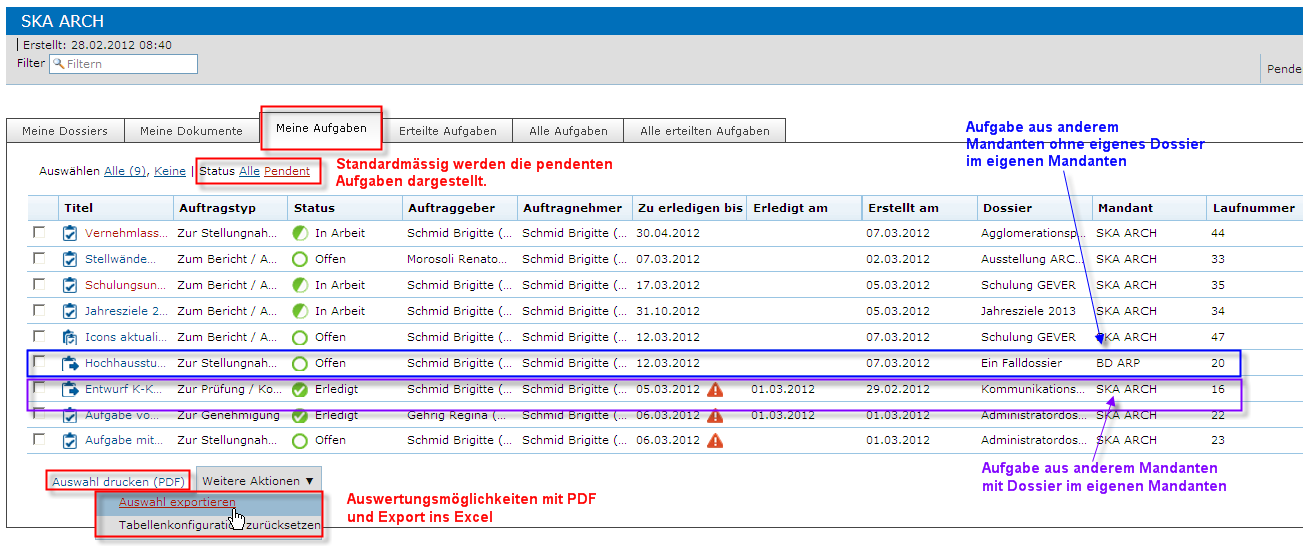 SKA ARCH
Erstellt: 28.02.2012 08:40
Filter Filtern
Pende
Meine Dossiers Meine Dokumente Meine Aufgaben Erteilte Aufgaben Alle Aufgaben Alle erteilten Aufgaben
Aufgabe aus anderem
Mandanten ohne eigenes Dossier
im eigenen Mandanten
Auswählen Alle (9), Keine | Status Alle Pendent
Standardmässig werden die pendenten
Aufgaben dargestellt.
Titel Auftragstyp Status Auftraggeber Auftragnehmer Zu erledigen bis Erledigt am Erstellt am Dossier Mandant Laufnummer
Vernehmlass... Zur Stellungnah... In Arbeit Schmid Brigitte (... Schmid Brigitte (... 30.04.2012 07.03.2012 Agglomerationsp... SKA ARCH 44
Stellwände... Zum Bericht / A... Offen Morosoli Renato... Schmid Brigitte (... 07.03.2012 02.03.2012 Ausstellung ARC... SKA ARCH 33
Schulungsun... Zum Bericht / A... In Arbeit Schmid Brigitte (... Schmid Brigitte (... 17.03.2012 05.03.2012 Schulung GEVER SKA ARCH 35
Jahresziele 2... Zum Bericht / A... In Arbeit Schmid Brigitte (... Schmid Brigitte (... 31.10.2012 05.03.2012 Jahresziele 2013 SKA ARCH 34
Icons aktuali... Zum Bericht / A... Offen Schmid Brigitte (... Schmid Brigitte (... 12.03.2012 07.03.2012 Schulung GEVER SKA ARCH 47
Hochhausstu... Zur Stellungnah... Offen Schmid Brigitte (... Schmid Brigitte (... 12.03.2012 07.03.2012 Ein Falldossier BD ARP 20
Entwurf K-K... Zur Prüfung / Ko... Erledigt Schmid Brigitte (... Schmid Brigitte (... 05.03.2012 01.03.2012 29.02.2012 Kommunikations... SKA ARCH 16
Aufgabe vo... Zur Genehmigung Erledigt Gehrig Regina (... Schmid Brigitte (... 06.03.2012 01.03.2012 01.03.2012 Administratordos... SKA ARCH 22
Aufgabe mit... Zur Stellungnah... Offen Schmid Brigitte (... Schmid Brigitte (... 06.03.2012 01.03.2012 Administratordos... SKA ARCH 23
Aufgabe aus anderem Mandanten
mit Dossier im eigenen Mandanten
Auswahl drucken (PDF) Weitere Aktionen ▼
Auswahl exportieren
Tabellenkonfiguration zurücksetzen
Auswertungsmöglichkeiten mit PDF
und Export ins Excel